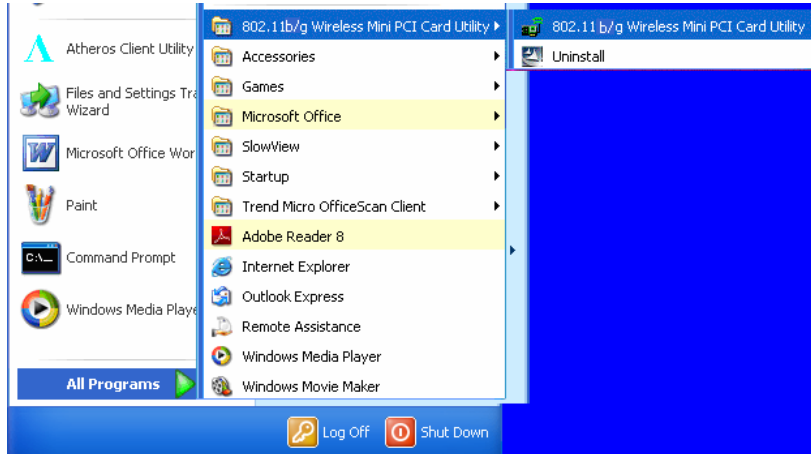 Atheros Client Utility
Files and Settings Tra
Wizard
Microsoft Office Wor
W
Paint
C:\_
Command Prompt
Windows Media Playe
All Programs
802.11b/g Wireless Mini PCI Card Utility
Accessories
Games
Microsoft Office
SlowView
Startup
Trend Micro OfficeScan Client
Adobe Reader 8
Internet Explorer
Outlook Express
Remote Assistance
Windows Media Player
Windows Movie Maker
802.11b/g Wireless Mini PCI Card Utility
Uninstall
Log Off
Shut Down